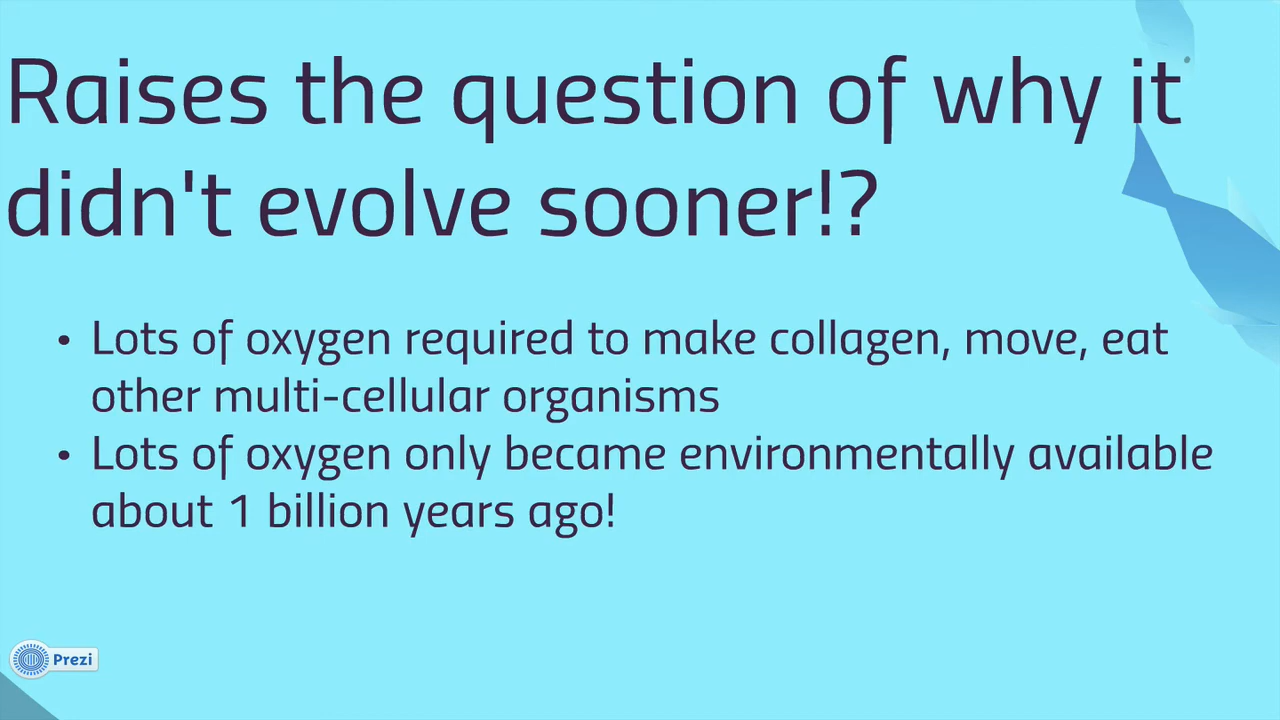 Raises the question of why it
didn't evolve sooner!?
• Lots of oxygen required to make collagen, move, eat
other multi-cellular organisms
• Lots of oxygen only became environmentally available
about 1 billion years ago!
Prezi